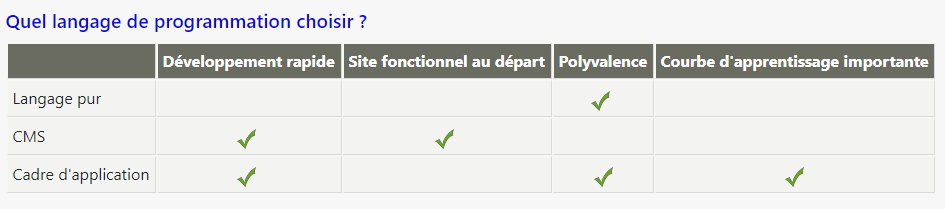 Quel langage de programmation choisir ?
Développement rapide Site fonctionnel au départ Polyvalence Courbe d'apprentissage importante
Langage pur
CMS
Cadre d'application